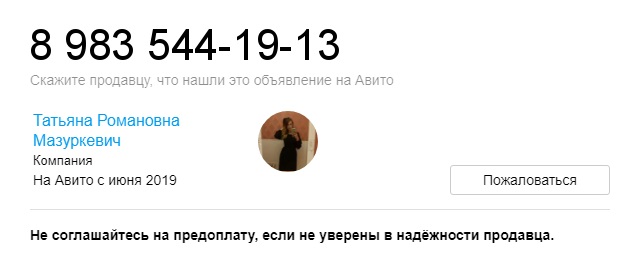 8 983 544-19-13
Скажите продавцу, что нашли это объявление на Авито
Татьяна Романовна
Мазуркевич
Компания
На Авито с июня 2019
Пожаловаться
Не соглашайтесь на предоплату, если не уверены в надёжности продавца.